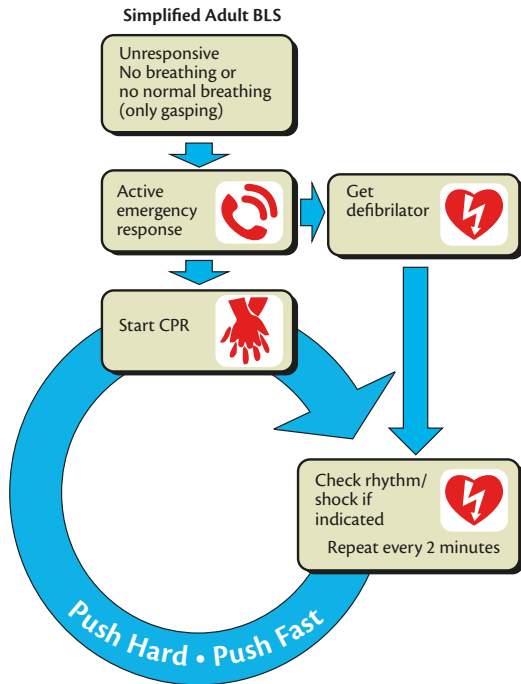 Simplified Adult BLS
Unresponsive
No breathing or
no normal breathing
(only gasping)
Active
emergency
response
Get
defibrilator
Start CPR
Check rhythm/
shock if
indicated
Repeat every 2 minutes
Push Hard • Push Fast